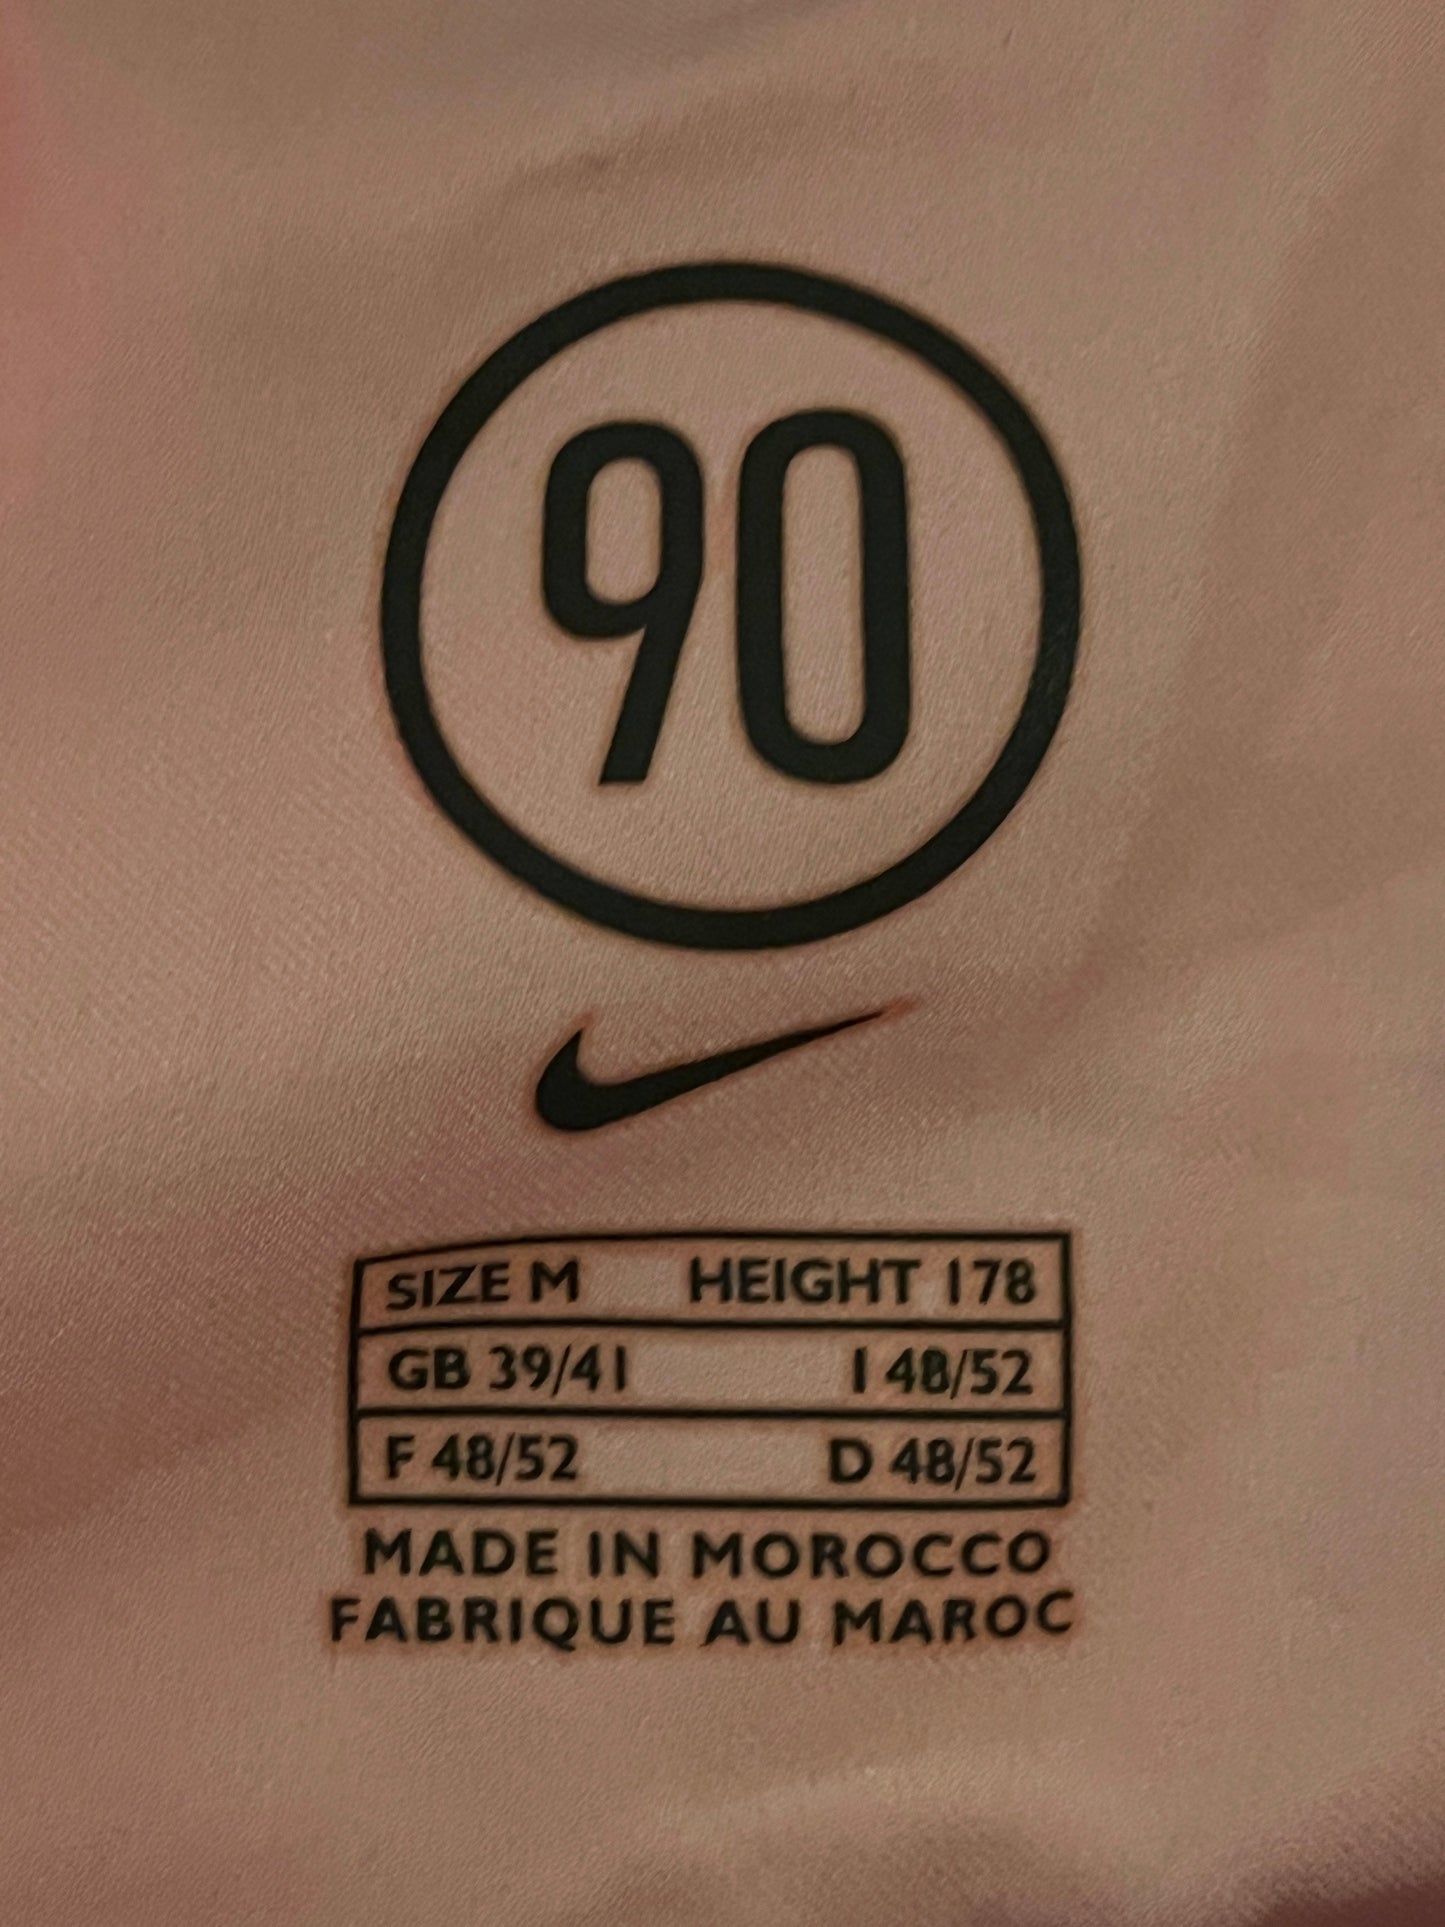 90
SIZE M HEIGHT 178
GB 39/41 I 48/52
F 48/52 D 48/52
MADE IN MOROCCO
FABRIQUE AU MAROC